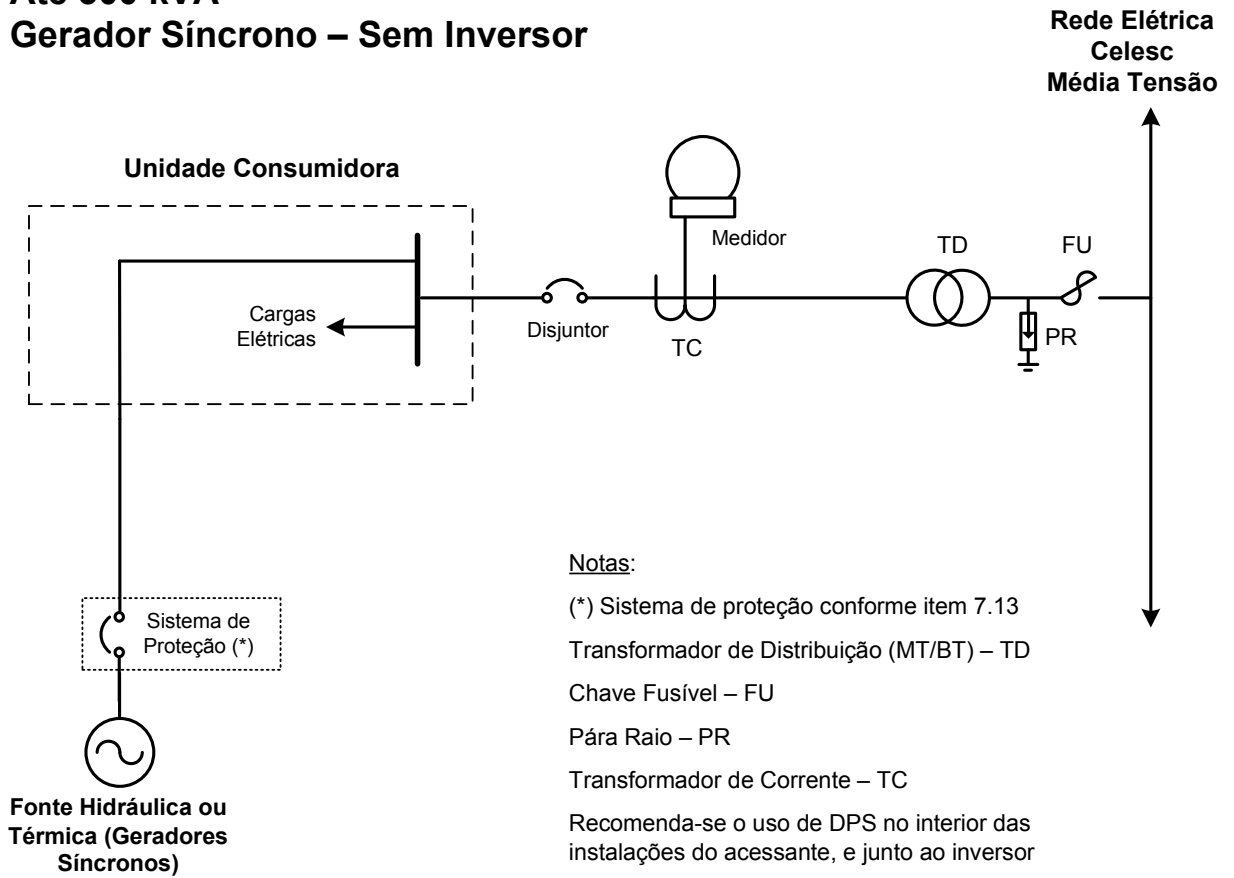 Gerador Síncrono – Sem Inversor
Rede Elétrica
Celesc
Média Tensão
Unidade Consumidora
Medidor
TD
FU
Cargas
Elétricas
Disjuntor
TC
PR
Sistema de
Proteção (*)
Fonte Hidráulica ou
Térmica (Geradores
Síncronos)
Notas:
(*) Sistema de proteção conforme item 7.13
Transformador de Distribuição (MT/BT) – TD
Chave Fusível – FU
Pára Raio – PR
Transformador de Corrente – TC
Recomenda-se o uso de DPS no interior das
instalações do acessante, e junto ao inversor